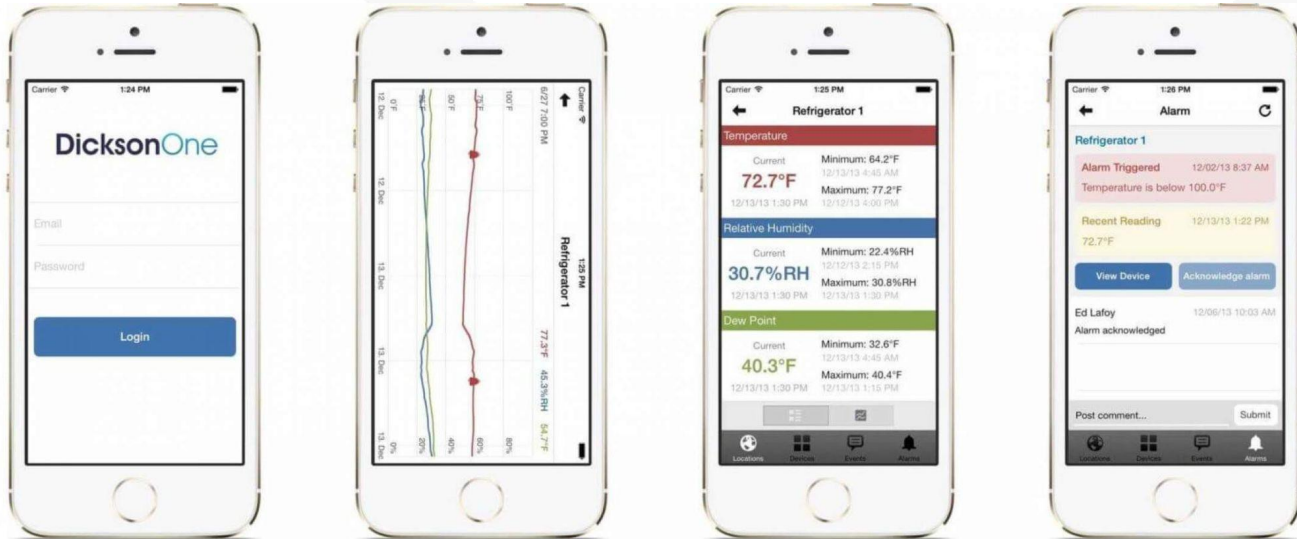 Carrier 1:24 PM
DicksonOne
Email
Password
Login
Carrier 1:25 PM
Refrigerator 1
6/27 7:00 PM 77.3°F 45.3%RH 54.7°F
100°F 80%
75°F 60%
50°F 40%
25°F 20%
0°F 0%
12. Dec 12. Dec 13. Dec 13. Dec 13. Dec
Carrier 1:25 PM
Refrigerator 1
Temperature
Current
72.7°F
12/13/13 1:30 PM
Minimum: 64.2°F
12/13/13 4:45 AM
Maximum: 77.2°F
12/12/13 4:00 PM
Relative Humidity
Current
30.7%RH
12/13/13 1:30 PM
Minimum: 22.4%RH
12/12/13 2:15 PM
Maximum: 30.8%RH
12/13/13 1:30 PM
Dew Point
Current
40.3°F
12/13/13 1:30 PM
Minimum: 32.6°F
12/13/13 4:45 AM
Maximum: 40.4°F
12/13/13 1:15 PM
Locations Devices Events Alarms
Carrier 1:26 PM
Alarm
Refrigerator 1
Alarm Triggered 12/02/13 8:37 AM
Temperature is below 100.0°F
Recent Reading 12/13/13 1:22 PM
72.7°F
View Device Acknowledge alarm
Ed Lafoy 12/06/13 10:03 AM
Alarm acknowledged
Post comment... Submit
Locations Devices Events Alarms